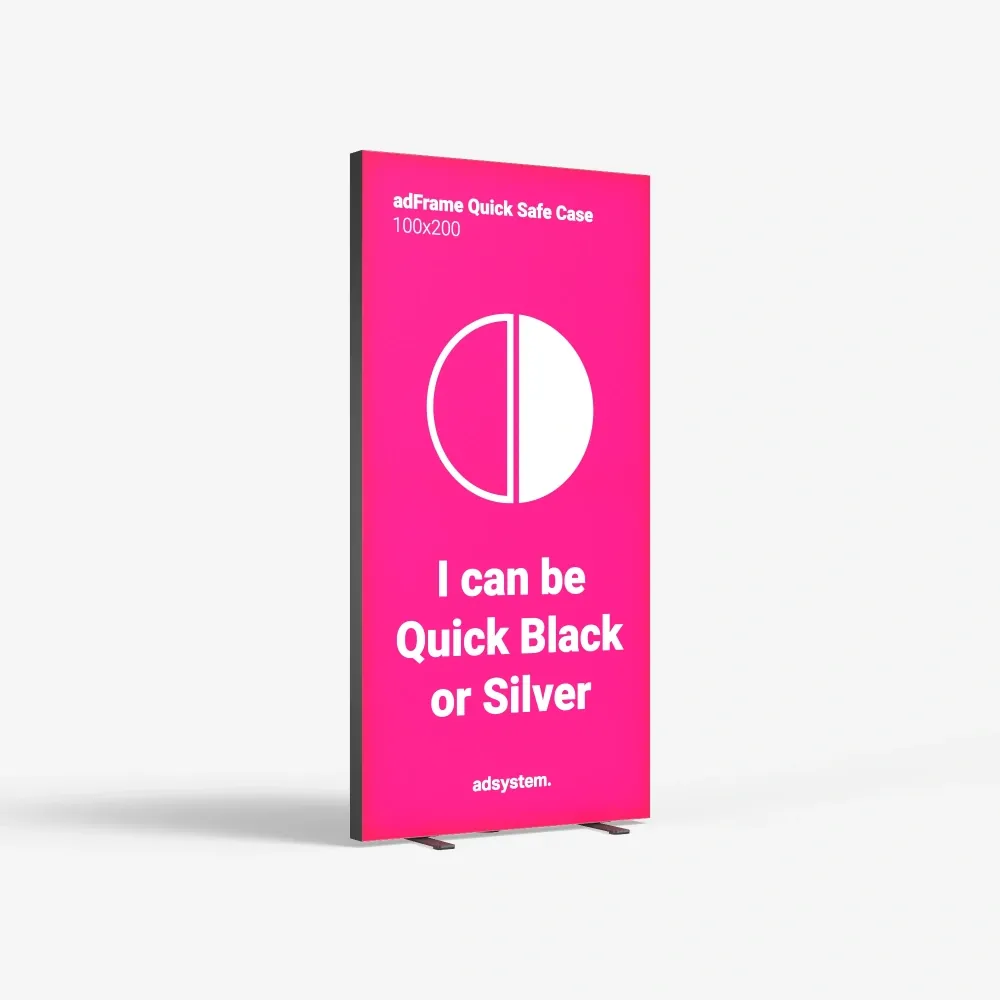 adFrame Quick Safe Case
100x200
I can be
Quick Black
or Silver
adsystem.